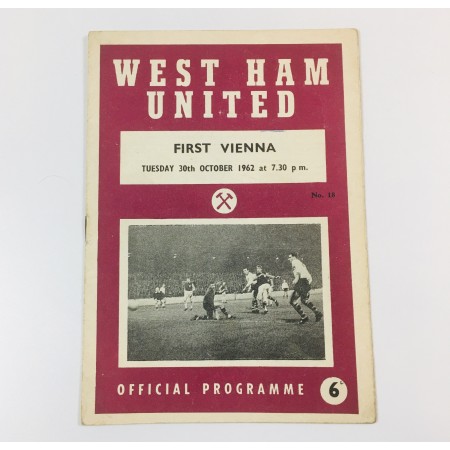 WEST HAM
UNITED
FIRST VIENNA
TUESDAY 30th OCTOBER 1962 at 7.30 p m.
No. 18
OFFICIAL PROGRAMME 6d